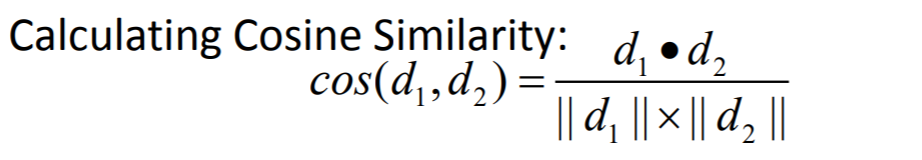 Calculating Cosine Similarity:
cos(d₁,d₂) = d₁ • d₂ / || d₁ || × || d₂ ||